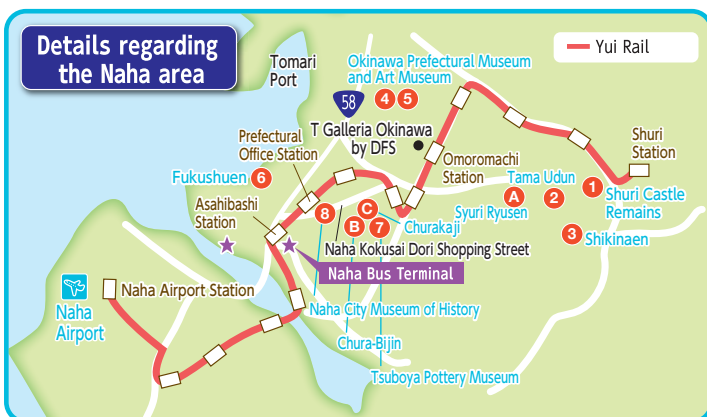 Details regarding
the Naha area
Yui Rail
Tomari
Port
Okinawa Prefectural Museum
and Art Museum
58
4 5
T Galleria Okinawa
by DFS
Prefectural
Office Station
Shuri
Station
Omoromachi
Station
Tama Udun
Fukushuen 6
A
2
1
Shuri Castle
Remains
Asahibashi
Station
Syuri Ryusen
8
C
B
7
Churakaji
3
Shikinaen
Naha Kokusai Dori Shopping Street
Naha Bus Terminal
Naha Airport Station
Naha
Airport
Naha City Museum of History
Chura-Bijin
Tsuboya Pottery Museum